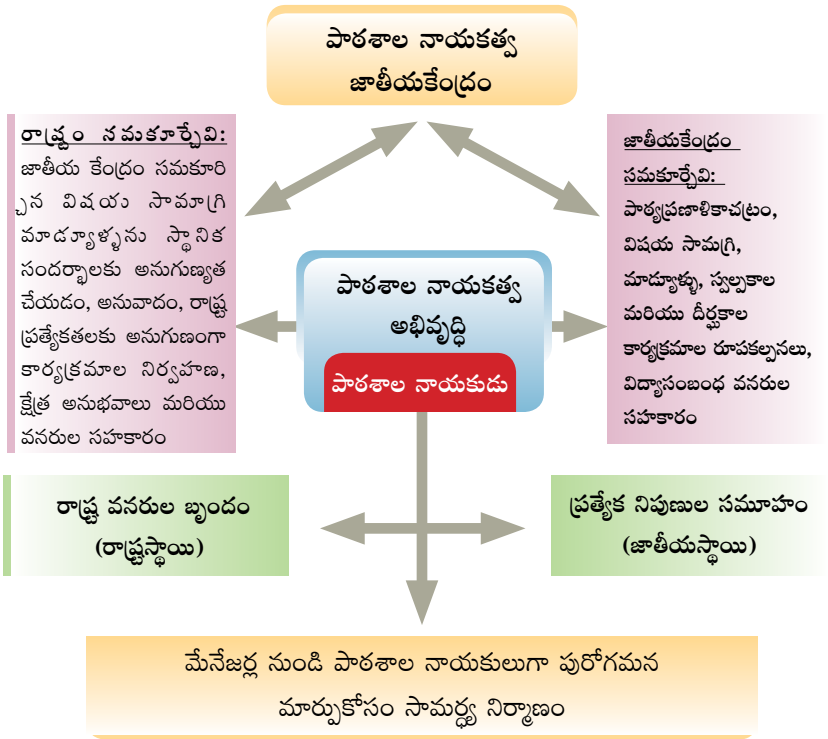 పాఠశాల నాయకత్వ
జాతీయకేంద్రం
రాష్ట్రం నమకూర్చేవి:
జాతీయ కేంద్రం సమకూరి
్చన విషయ సామాగ్రి
మాడ్యూళ్ళను స్థానిక
సందర్భాలకు అనుగుణ్యత
చేయడం, అనువాదం, రాష్ట్ర
ప్రత్యేకతలకు అనుగుణంగా
కార్యక్రమాల నిర్వహణ,
క్షేత్ర అనుభవాలు మరియు
వనరుల సహకారం
జాతీయకేంద్రం
సమకూర్చేవి:
పాఠ్యప్రణాళికాచట్రం,
విషయ సామగ్రి,
మాడ్యూళ్ళు, స్వల్పకాల
మరియు దీర్ఘకాల
కార్యక్రమాల రూపకల్పనలు,
విద్యాసంబంధ వనరుల
సహకారం
పాఠశాల నాయకత్వ
అభివృద్ధి
పాఠశాల నాయకుడు
రాష్ట్ర వనరుల బృందం
(రాష్ట్రస్థాయి)
ప్రత్యేక నిపుణుల సమూహం
(జాతీయస్థాయి)
మేనేజర్ల నుండి పాఠశాల నాయకులుగా పురోగమన
మార్పుకోసం సామర్థ్య నిర్మాణం